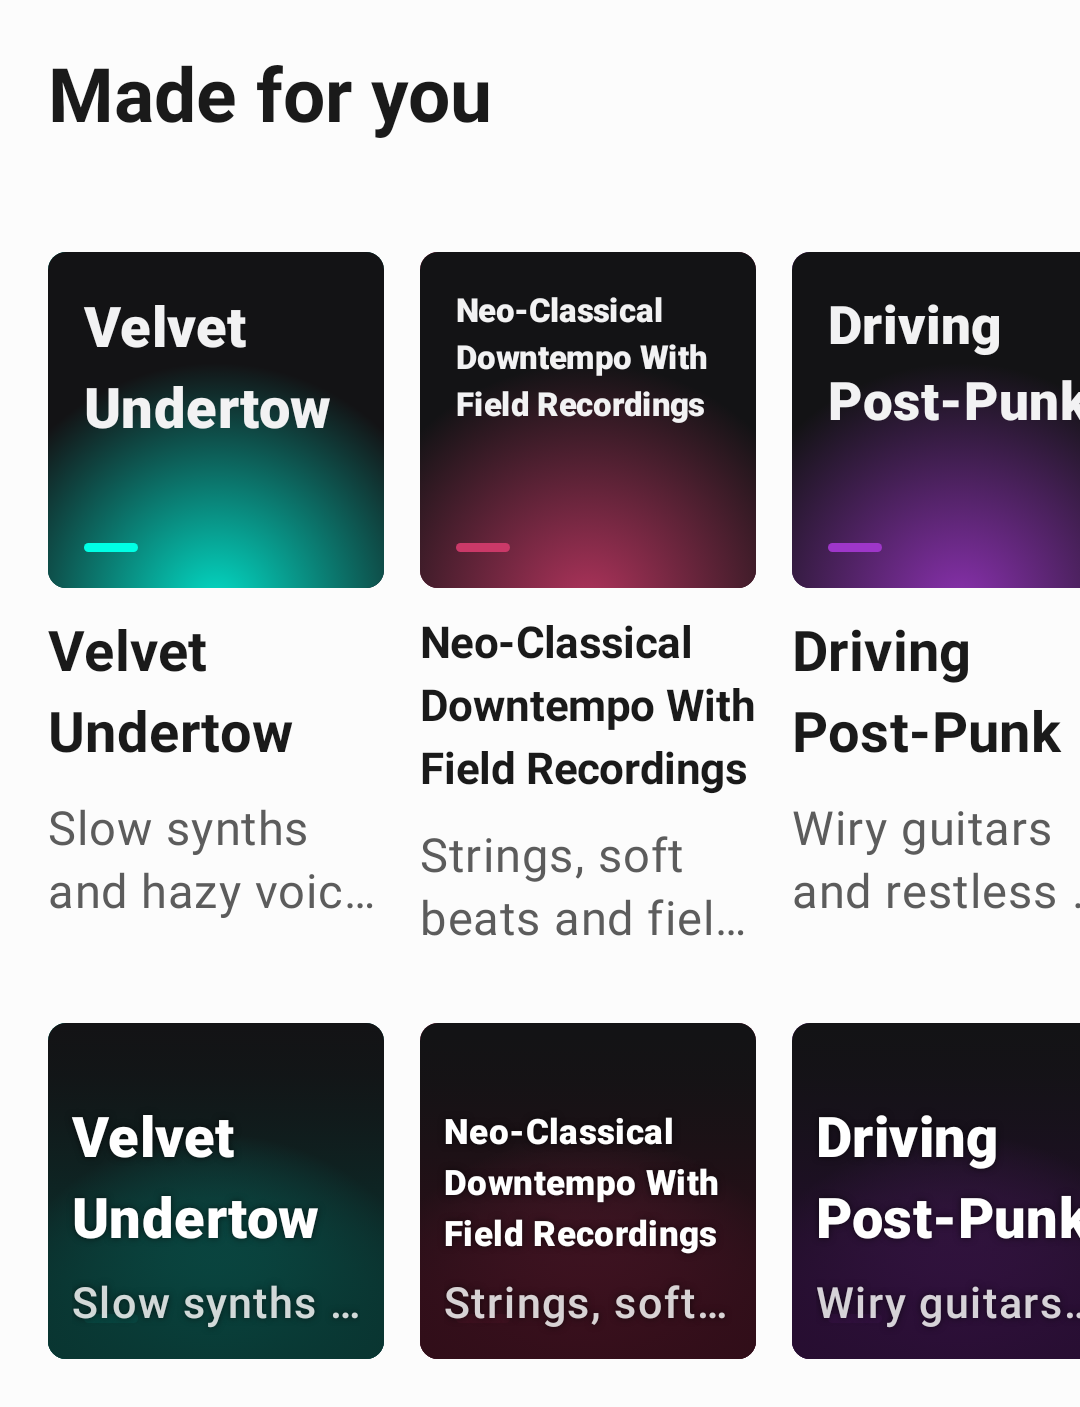 Made for you
Velvet
Undertow
Neo-Classical
Downtempo With
Field Recordings
Driving
Post-Punk
Velvet
Undertow
Slow synths
and hazy voic…
Neo-Classical
Downtempo With
Field Recordings
Strings, soft
beats and fiel…
Driving
Post-Punk
Wiry guitars
and restless …
Velvet
Undertow
Slow synths …
Neo-Classical
Downtempo With
Field Recordings
Strings, soft…
Driving
Post-Punk
Wiry guitars…